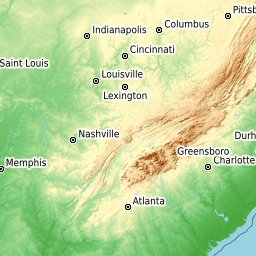 Pittsb
Columbus
Indianapolis
Cincinnati
Saint Louis
Louisville
Lexington
Nashville
Durh
Greensboro
Memphis
Charlotte
Atlanta